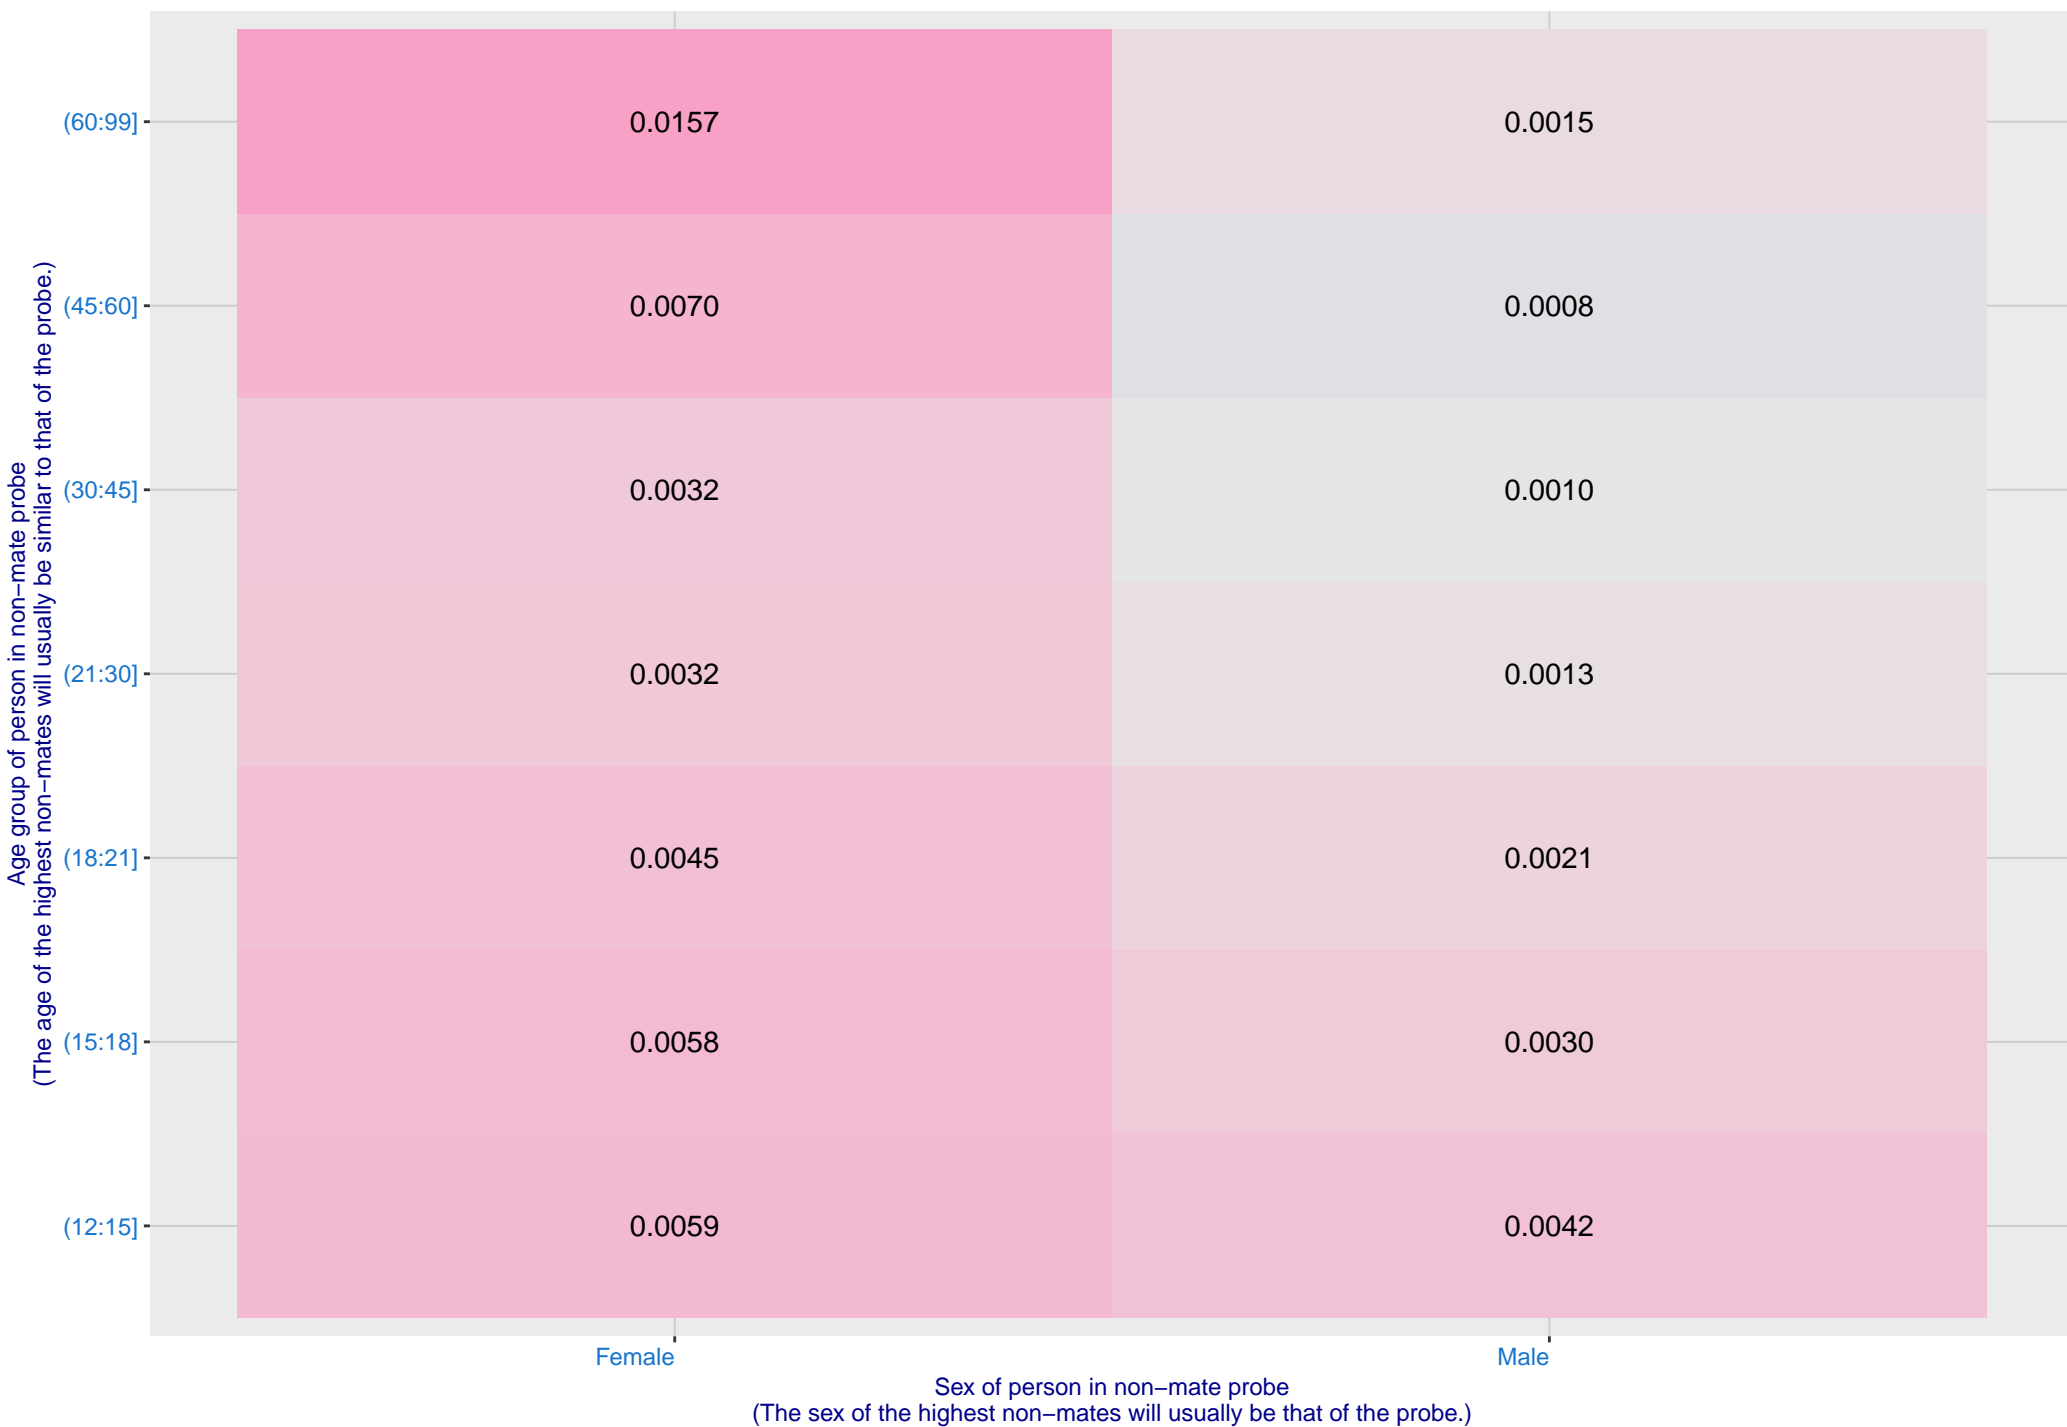 Age group of person in non−mate probe
(The age of the highest non−mates will usually be similar to that of the probe.)
(60:99] 0.0157 0.0015
(45:60] 0.0070 0.0008
(30:45] 0.0032 0.0010
(21:30] 0.0032 0.0013
(18:21] 0.0045 0.0021
(15:18] 0.0058 0.0030
(12:15] 0.0059 0.0042
Female Male
Sex of person in non−mate probe
(The sex of the highest non−mates will usually be that of the probe.)